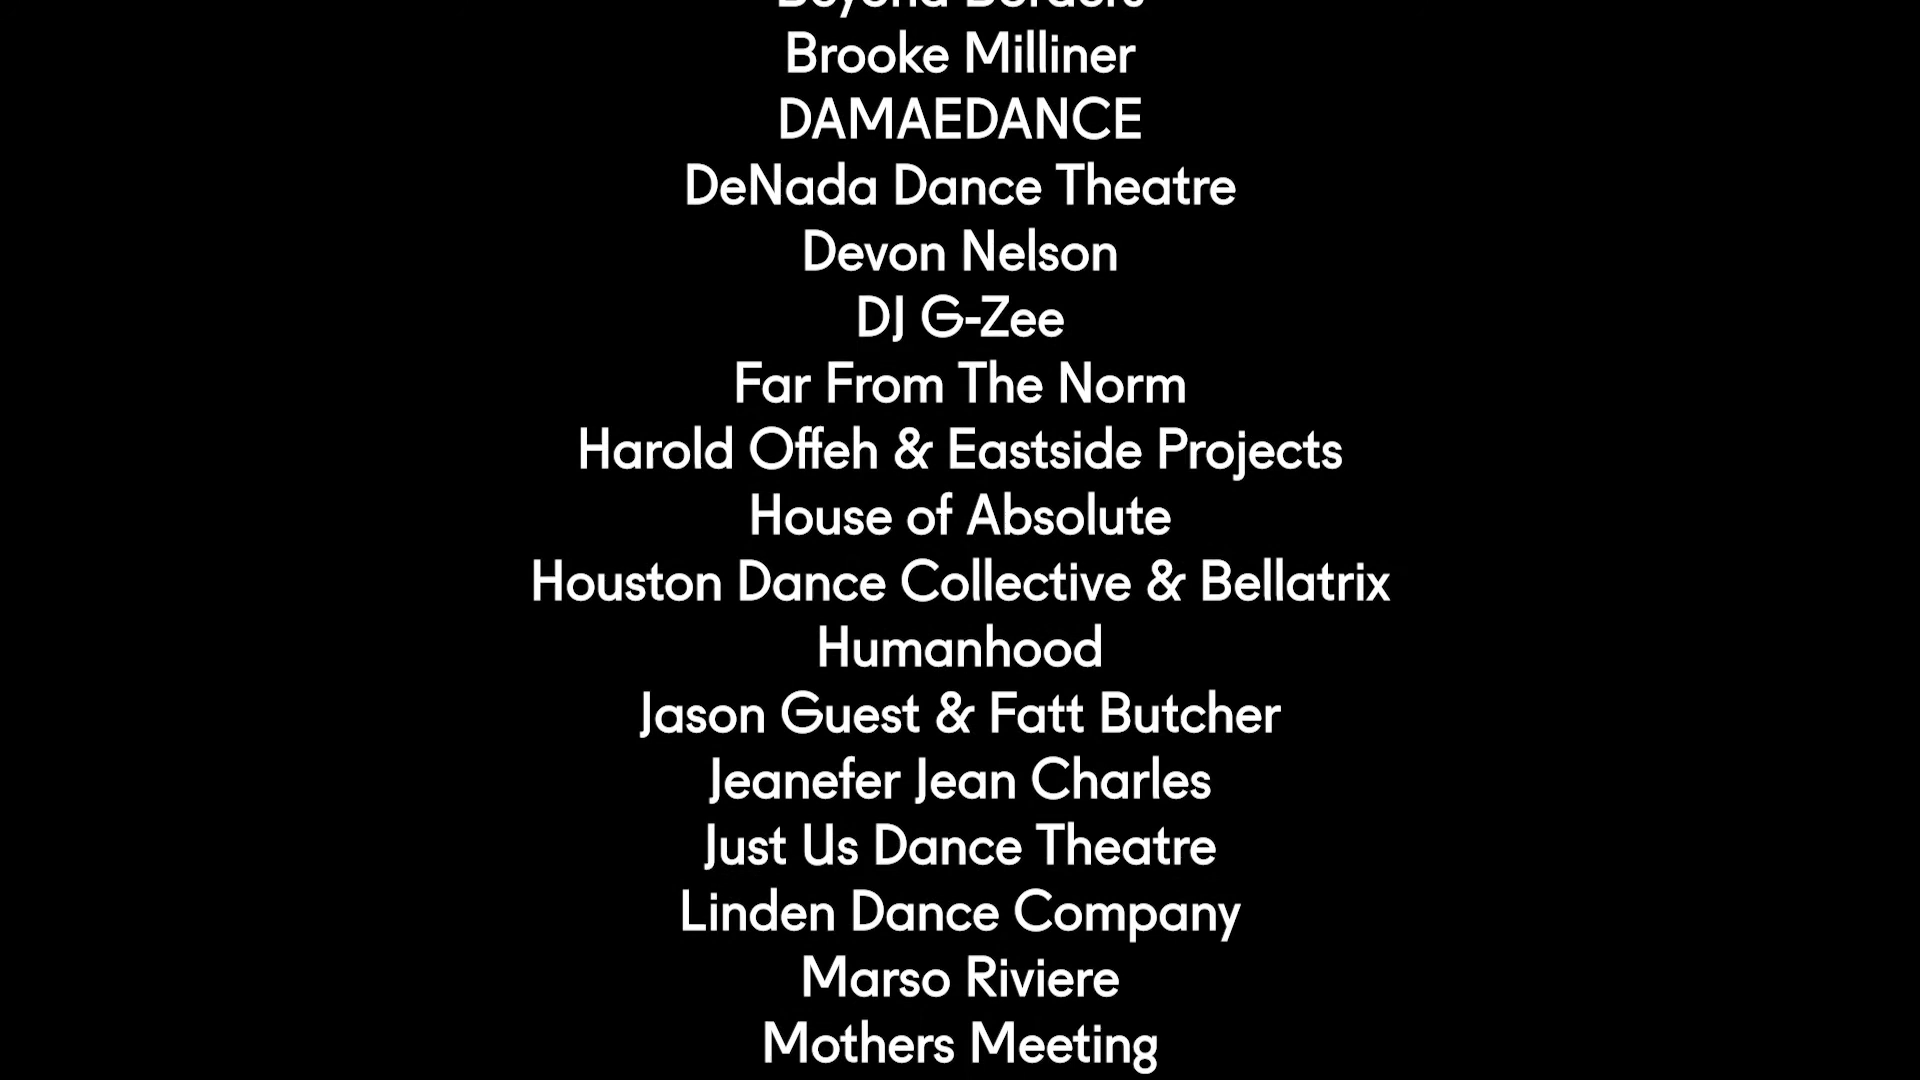 Beyond Borders
Brooke Milliner
DAMAEDANCE
DeNada Dance Theatre
Devon Nelson
DJ G-Zee
Far From The Norm
Harold Offeh & Eastside Projects
House of Absolute
Houston Dance Collective & Bellatrix
Humanhood
Jason Guest & Fatt Butcher
Jeanefer Jean Charles
Just Us Dance Theatre
Linden Dance Company
Marso Riviere
Mothers Meeting